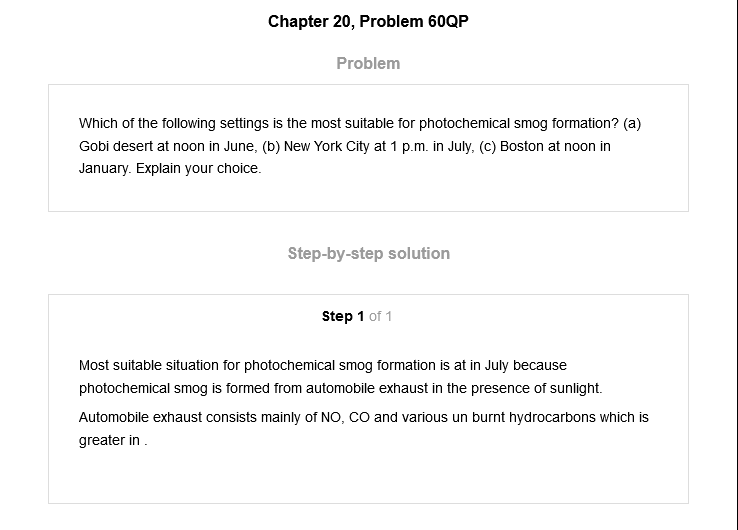 Chapter 20, Problem 60QP
Problem
Which of the following settings is the most suitable for photochemical smog formation? (a)
Gobi desert at noon in June, (b) New York City at 1 p.m. in July, (c) Boston at noon in
January. Explain your choice.
Step-by-step solution
Step 1 of 1
Most suitable situation for photochemical smog formation is at in July because
photochemical smog is formed from automobile exhaust in the presence of sunlight.
Automobile exhaust consists mainly of NO, CO and various un burnt hydrocarbons which is
greater in .